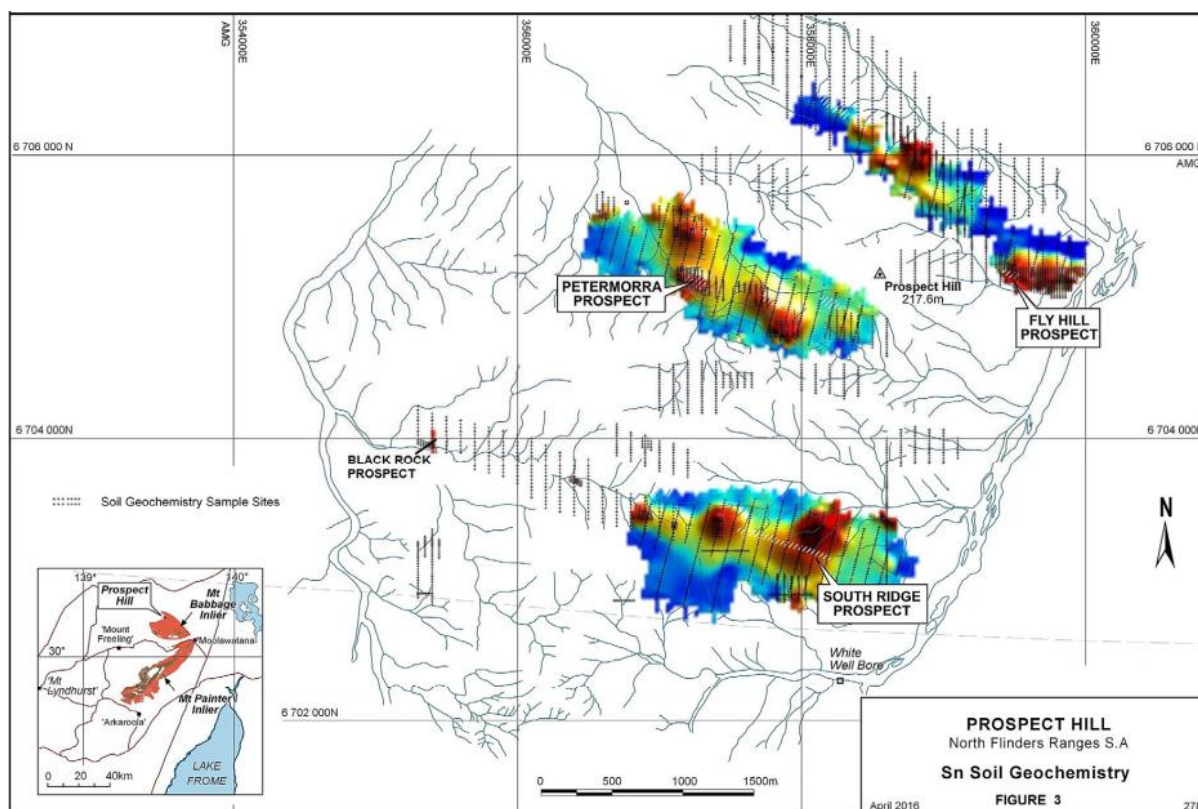 354000E
AMG
356000E
358000E
360000E
6 706 000 N
6 706 000 N
AMG
PETERMORRA
PROSPECT
Prospect Hill
217.6m
FLY HILL
PROSPECT
6 704 000N
6 704 000N
BLACK ROCK
PROSPECT
Soil Geochemistry Sample Sites
N
SOUTH RIDGE
PROSPECT
White
Well Bore
6 702 000N
139°
140°
Prospect
Hill
Mt
Babbage
Inlier
'Mount
Freeling'
'Moolawatana'
30°
'Mt
Lyndhurst'
Mt Painter
Inlier
'Arkaroola'
0 20 40km
LAKE
FROME
0 500 1000 1500m
PROSPECT HILL
North Flinders Ranges S.A
Sn Soil Geochemistry
FIGURE 3
April 2016